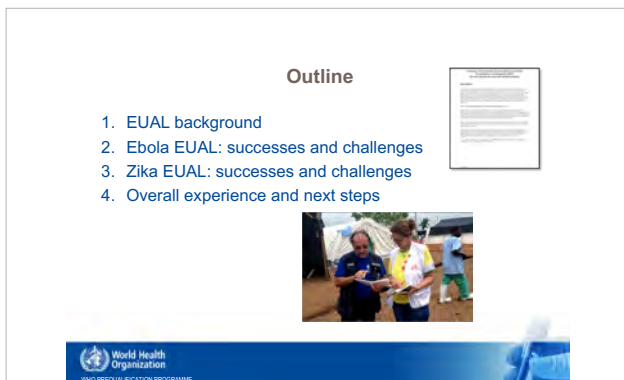 Outline
1. EUAL background
2. Ebola EUAL: successes and challenges
3. Zika EUAL: successes and challenges
4. Overall experience and next steps
World Health
Organization
WHO PREQUALIFICATION PROGRAMME